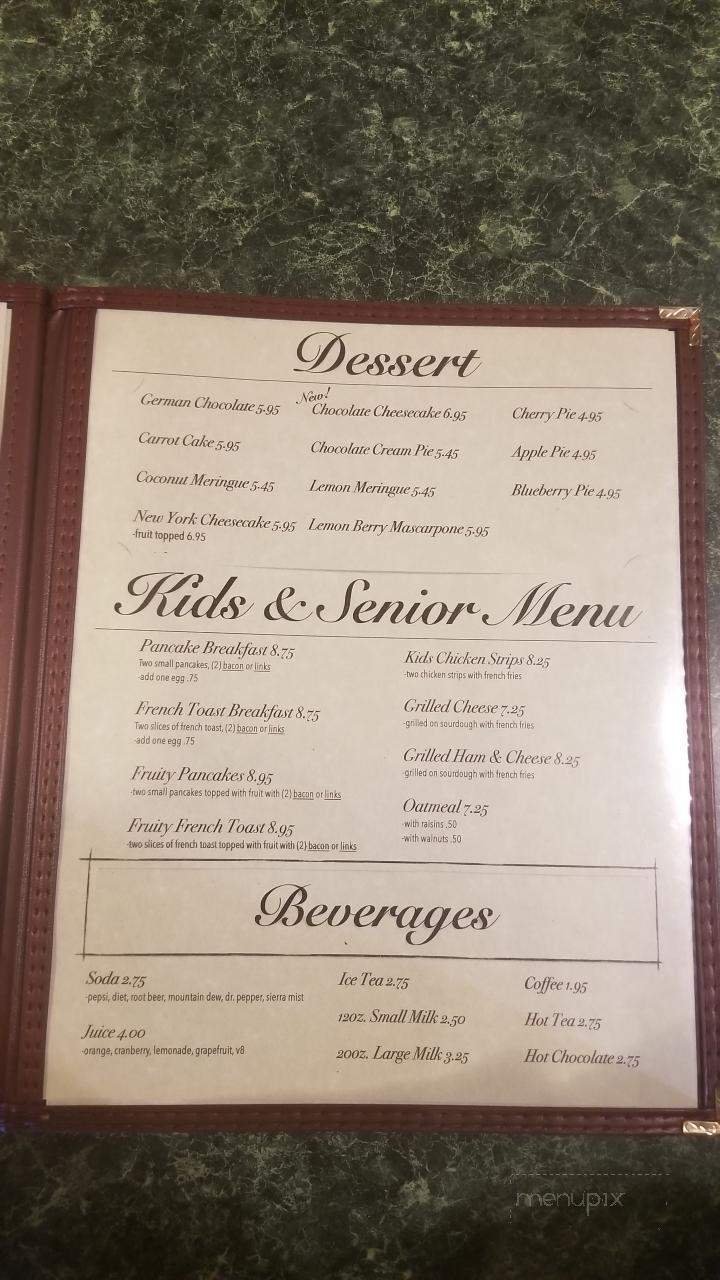 Dessert
German Chocolate 5.95
Carrot Cake 5.95
Coconut Meringue 5.45
New York Cheesecake 5.95
-fruit topped 6.95
New!
Chocolate Cheesecake 6.95
Chocolate Cream Pie 5.45
Lemon Meringue 5.45
Lemon Berry Mascarpone 5.95
Cherry Pie 4.95
Apple Pie 4.95
Blueberry Pie 4.95
Kids & Senior Menu
Pancake Breakfast 8.75
Two small pancakes, (2) bacon or links
-add one egg .75
French Toast Breakfast 8.75
Two slices of french toast, (2) bacon or links
-add one egg .75
Fruity Pancakes 8.95
-two small pancakes topped with fruit with (2) bacon or links
Fruity French Toast 8.95
-two slices of french toast topped with fruit with (2) bacon or links
Kids Chicken Strips 8.25
-two chicken strips with french fries
Grilled Cheese 7.25
-grilled on sourdough with french fries
Grilled Ham & Cheese 8.25
-grilled on sourdough with french fries
Oatmeal 7.25
-with raisins .50
-with walnuts .50
Beverages
Soda 2.75
-pepsi, diet, root beer, mountain dew, dr. pepper, sierra mist
Juice 4.00
-orange, cranberry, lemonade, grapefruit, v8
Ice Tea 2.75
12oz. Small Milk 2.50
20oz. Large Milk 3.25
Coffee 1.95
Hot Tea 2.75
Hot Chocolate 2.75
menupix